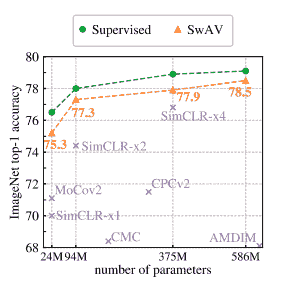 Supervised
SwAV
80
78
76
74
72
70
68
ImageNet top-1 accuracy
75.3
77.3
77.9
78.5
SimCLR-x4
SimCLR-x2
MoCov2
CPCv2
SimCLR-x1
CMC
AMDIM
24M
94M
375M
586M
number of parameters